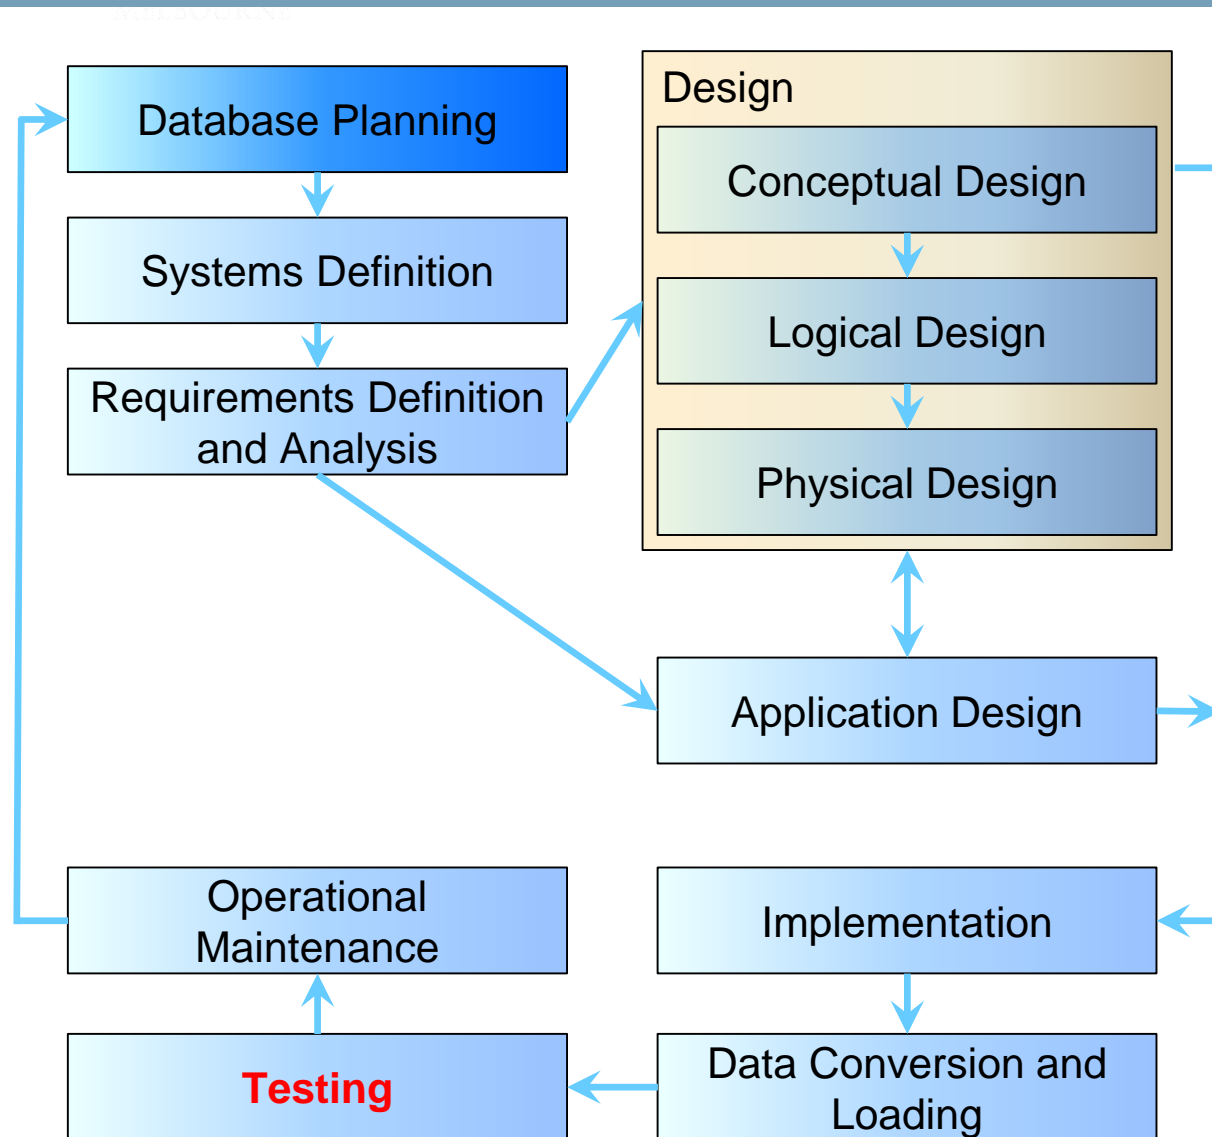 Database Planning
Systems Definition
Requirements Definition
and Analysis
Design
Conceptual Design
Logical Design
Physical Design
Application Design
Operational
Maintenance
Implementation
Testing
Data Conversion and
Loading